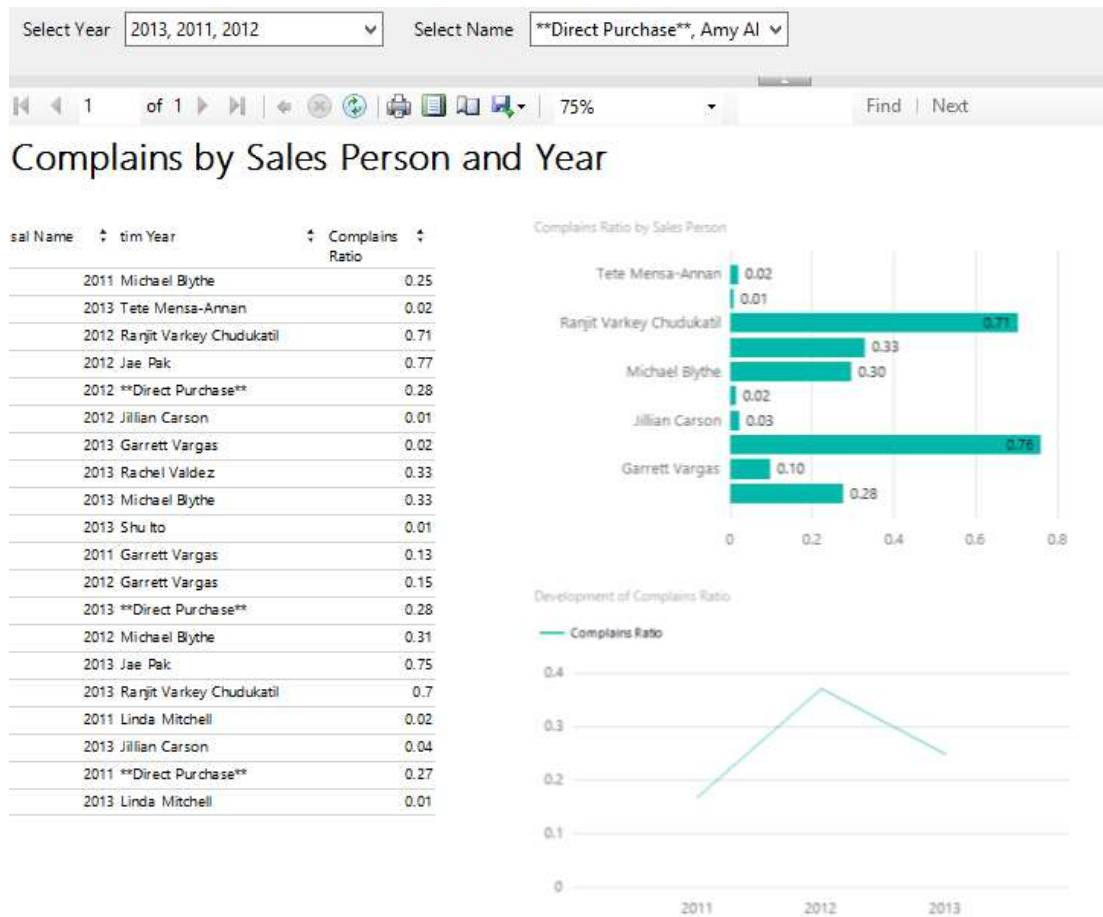 Select Year 2013, 2011, 2012 Select Name **Direct Purchase**, Amy Al
1 of 1 75% Find | Next
Complains by Sales Person and Year
sal Name tim Year Complains
Ratio
2011 Michael Blythe 0.25
2013 Tete Mensa-Annan 0.02
2012 Ranjit Varkey Chudukatil 0.71
2012 Jae Pak 0.77
2012 **Direct Purchase** 0.28
2012 Jillian Carson 0.01
2013 Garrett Vargas 0.02
2013 Rachel Valdez 0.33
2013 Michael Blythe 0.33
2013 Shu Ito 0.01
2011 Garrett Vargas 0.13
2012 Garrett Vargas 0.15
2013 **Direct Purchase** 0.28
2012 Michael Blythe 0.31
2013 Jae Pak 0.75
2013 Ranjit Varkey Chudukatil 0.7
2011 Linda Mitchell 0.02
2013 Jillian Carson 0.04
2011 **Direct Purchase** 0.27
2013 Linda Mitchell 0.01
Complains Ratio by Sales Person
Tete Mensa-Annan 0.02
0.01
Ranjit Varkey Chudukatil 0.71
0.33
Michael Blythe 0.30
0.02
Jillian Carson 0.03
0.76
Garrett Vargas 0.10
0.28
0 0.2 0.4 0.6 0.8
Development of Complains Ratio
Complains Ratio
0.4
0.3
0.2
0.1
0
2011 2012 2013